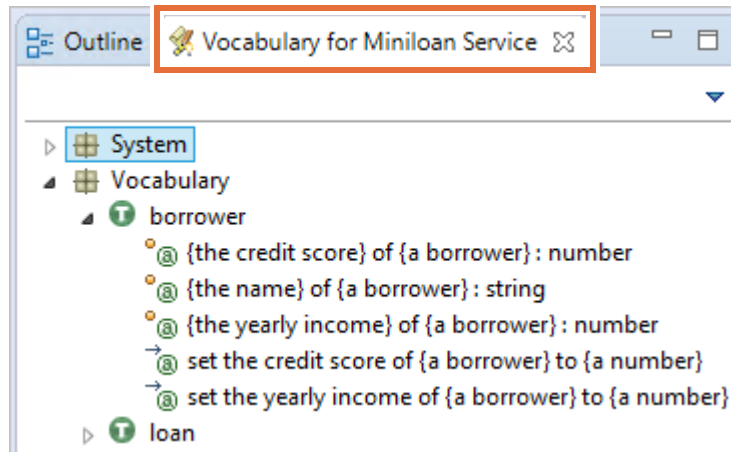 Outline Vocabulary for Miniloan Service
System
Vocabulary
T borrower
a {the credit score} of {a borrower} : number
a {the name} of {a borrower} : string
a {the yearly income} of {a borrower} : number
a set the credit score of {a borrower} to {a number}
a set the yearly income of {a borrower} to {a number}
T loan